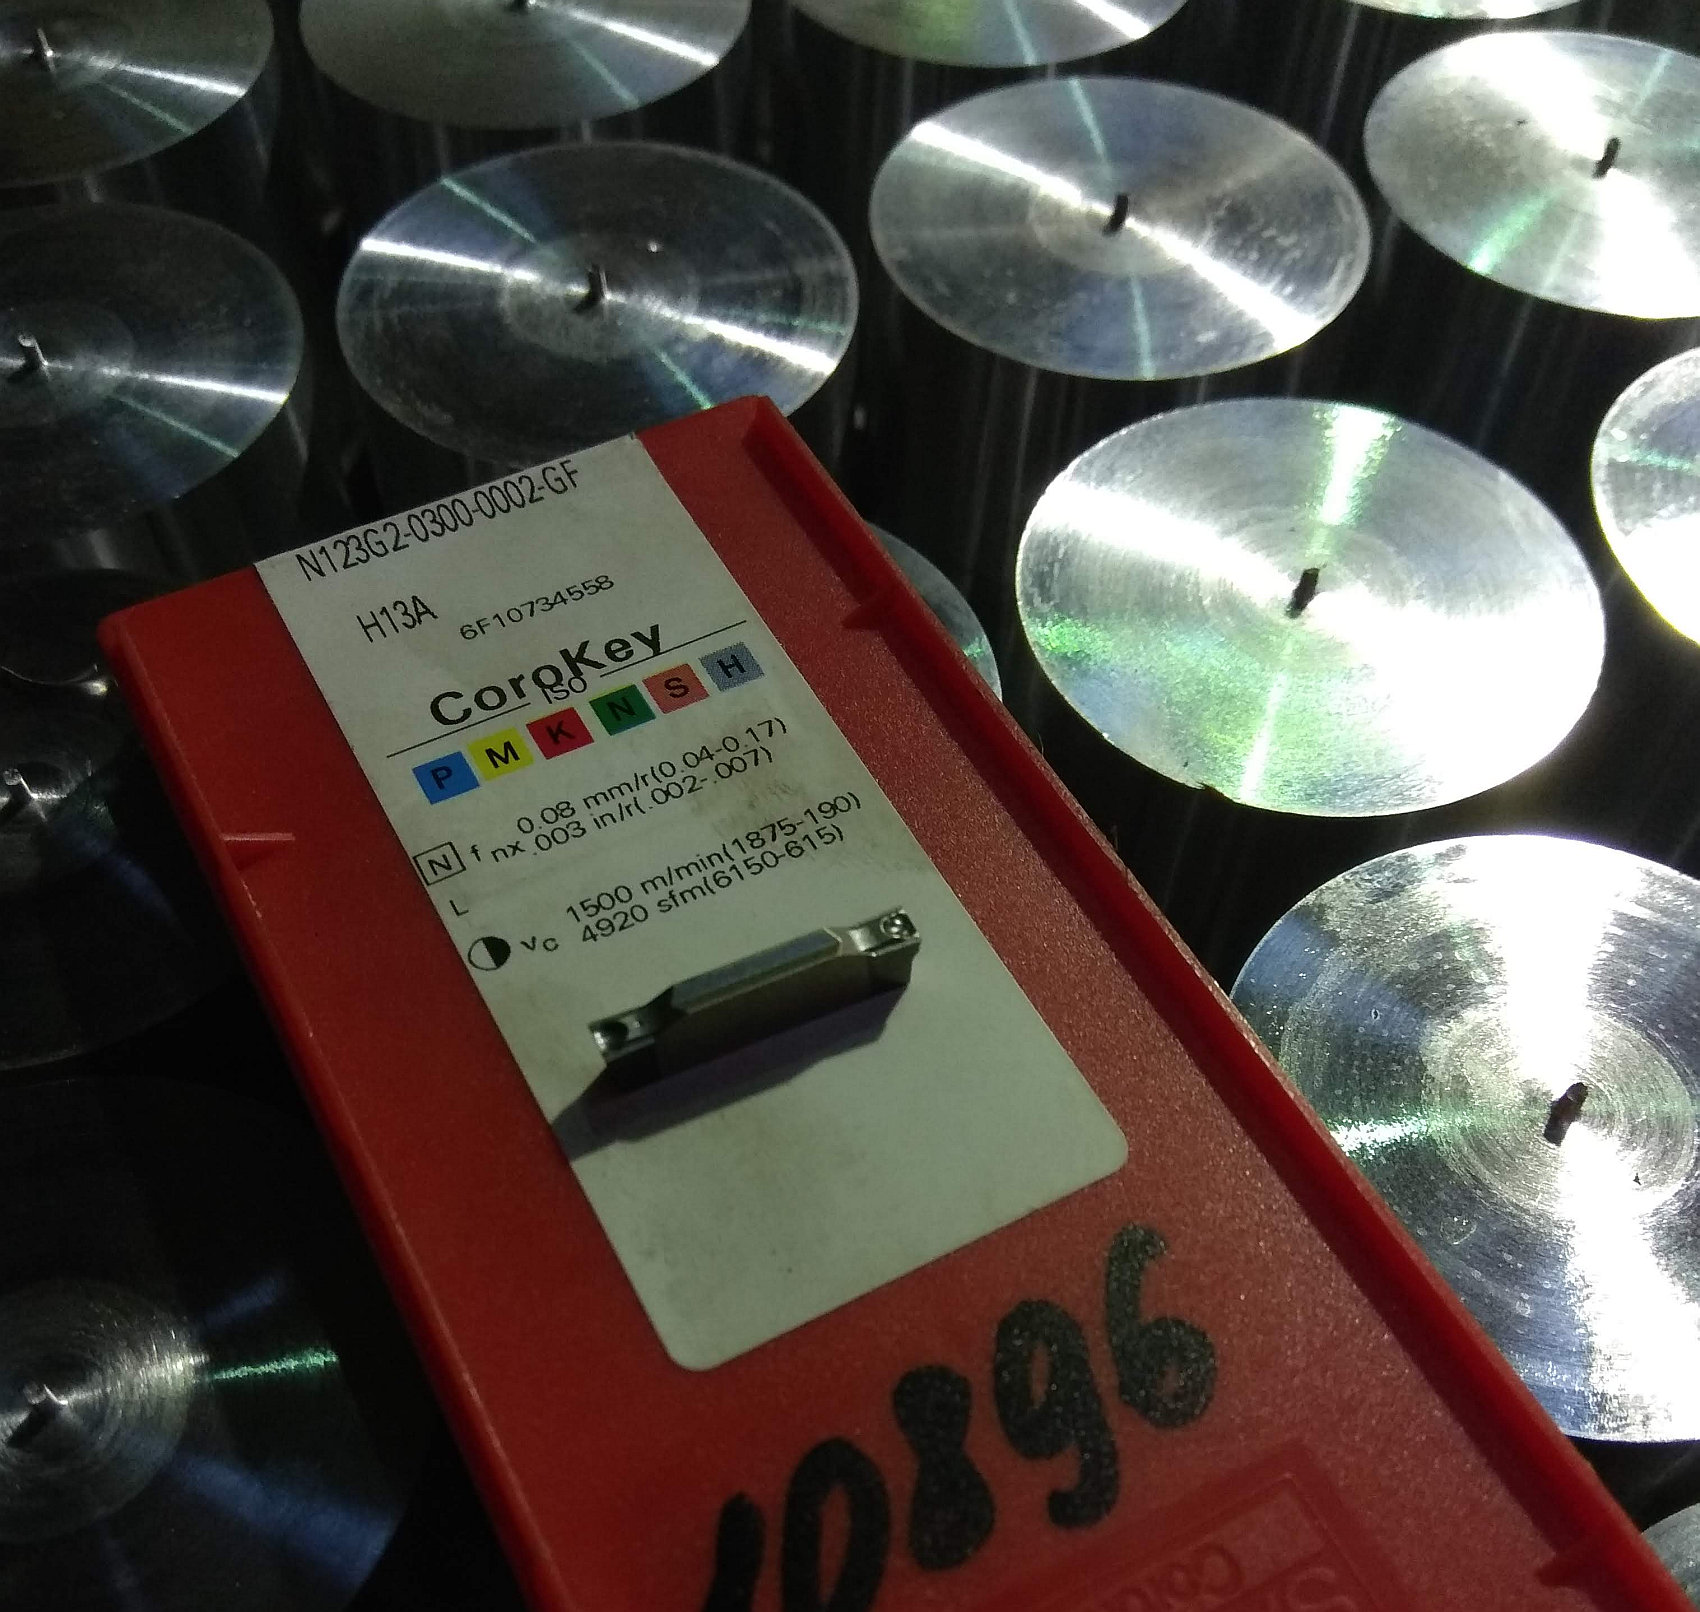 N123G2-0300-0002-GF
H13A 6F10734558
CoroKey
ISO
P M K N S H
0.08 mm/r(0.04-0.17)
N f nx .003 in/r(.002-.007)
L
1500 m/min(1875-190)
vc 4920 sfm(6150-615)
10896